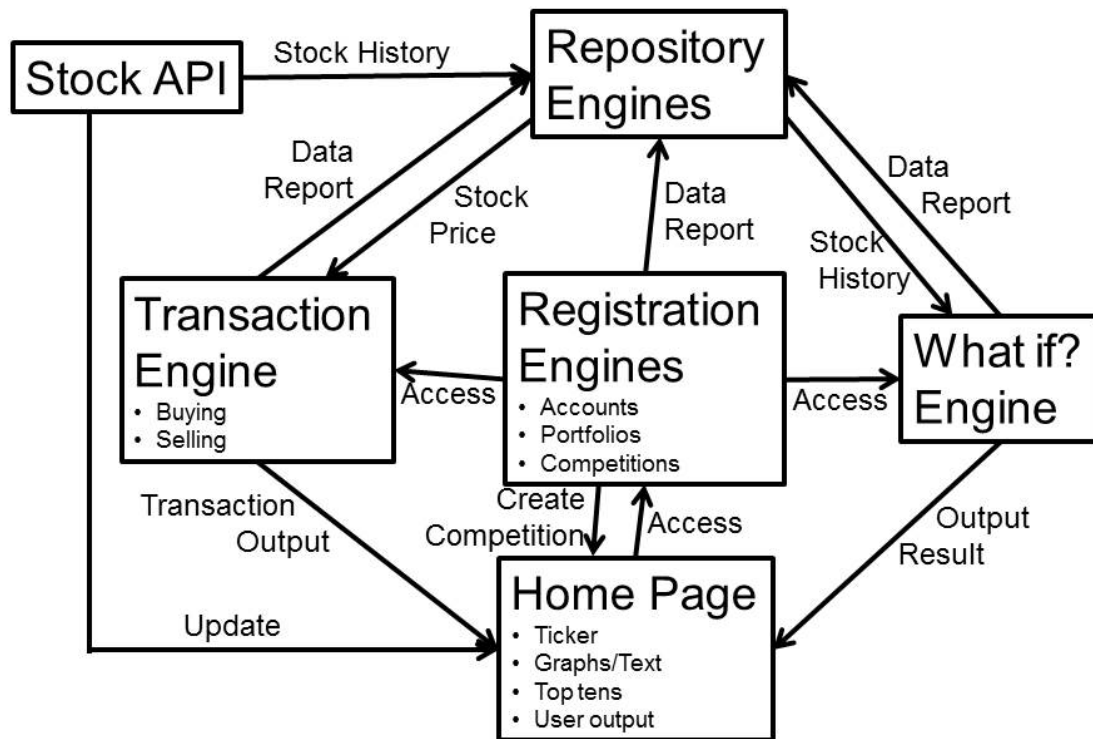 Stock API
Stock History
Repository
Engines
Data
Report
Stock
Price
Data
Report
Data
Report
Stock
History
Transaction
Engine
• Buying
• Selling
Access
Registration
Engines
• Accounts
• Portfolios
• Competitions
Access
What if?
Engine
Transaction
Output
Create
Competition
Access
Output
Result
Update
Home Page
• Ticker
• Graphs/Text
• Top tens
• User output